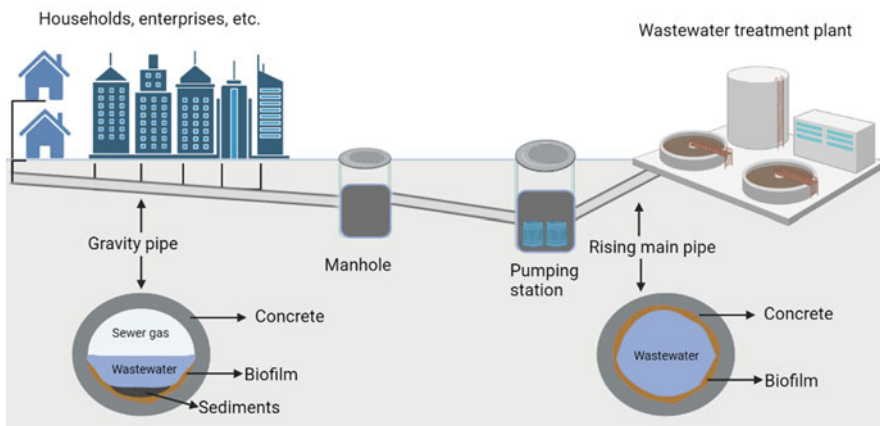 Households, enterprises, etc.
Wastewater treatment plant
Gravity pipe
Manhole
Pumping
station
Rising main pipe
Sewer gas
Wastewater
Concrete
Biofilm
Sediments
Wastewater
Concrete
Biofilm